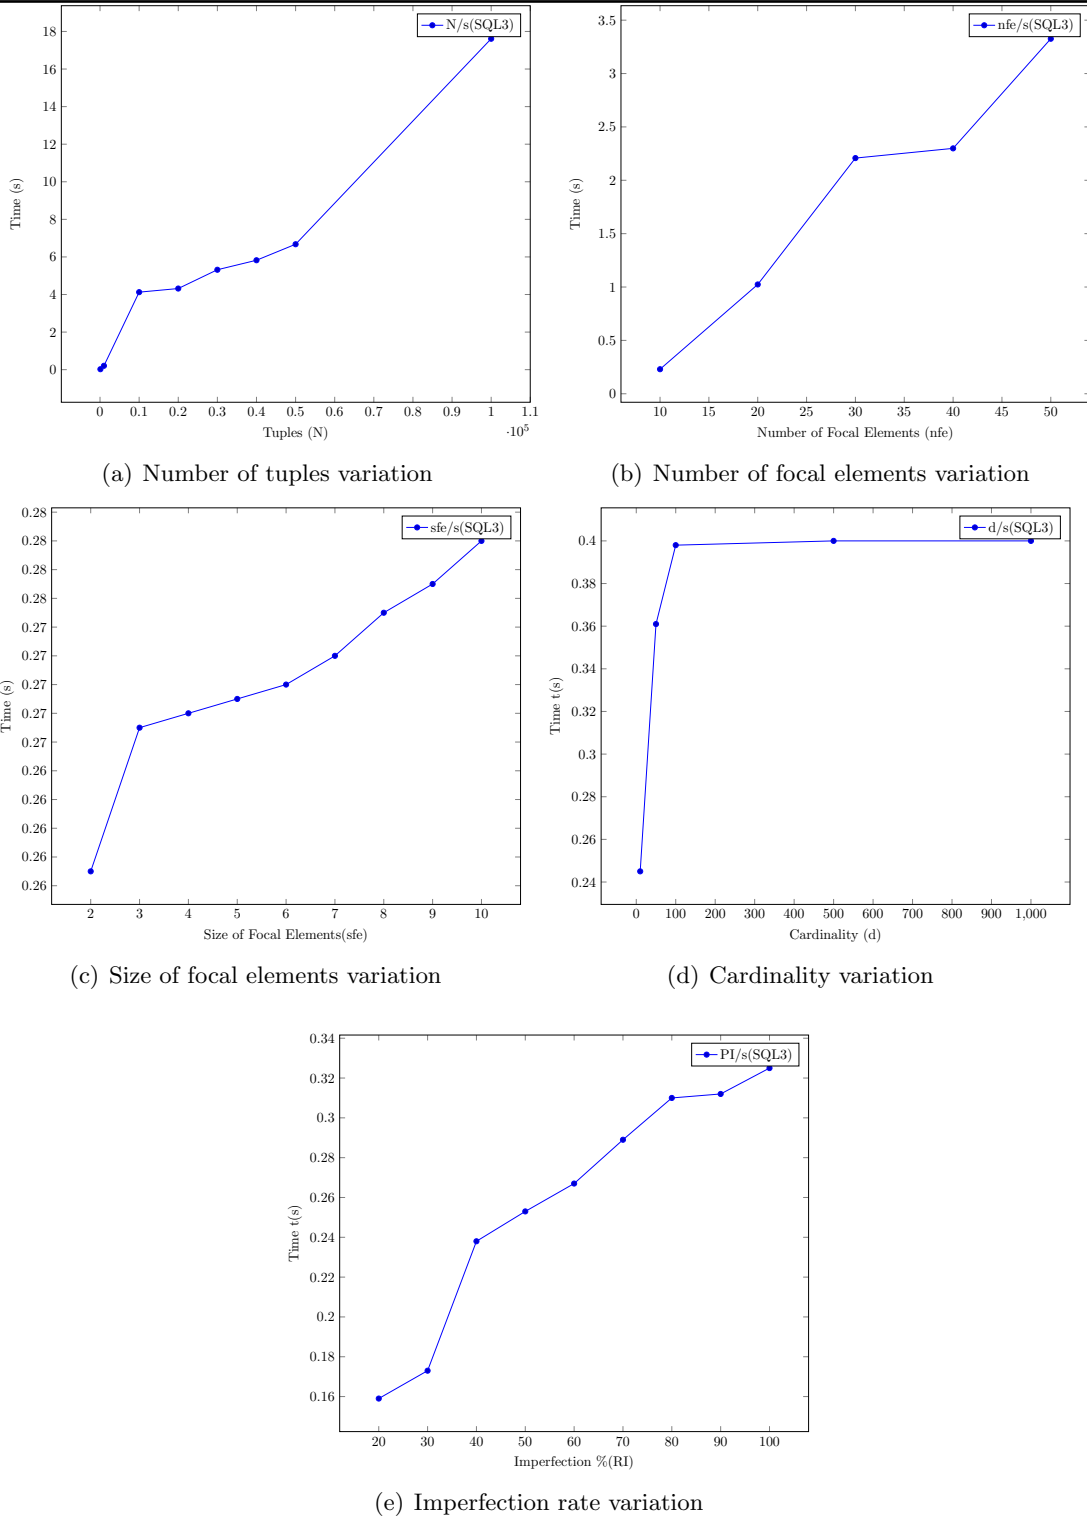 N/s(SQL3)
18
16
14
12
10
8
6
4
2
0
Time (s)
0 0.1 0.2 0.3 0.4 0.5 0.6 0.7 0.8 0.9 1 1.1
Tuples (N)
·10⁵
(a) Number of tuples variation
nfe/s(SQL3)
3.5
3
2.5
2
1.5
1
0.5
0
Time (s)
10 15 20 25 30 35 40 45 50
Number of Focal Elements (nfe)
(b) Number of focal elements variation
sfe/s(SQL3)
0.28
0.28
0.28
0.28
0.27
0.27
0.27
0.27
0.27
0.26
0.26
0.26
0.26
0.26
Time (s)
2 3 4 5 6 7 8 9 10
Size of Focal Elements(sfe)
(c) Size of focal elements variation
d/s(SQL3)
0.4
0.38
0.36
0.34
0.32
0.3
0.28
0.26
0.24
Time t(s)
0 100 200 300 400 500 600 700 800 900 1,000
Cardinality (d)
(d) Cardinality variation
PI/s(SQL3)
0.34
0.32
0.3
0.28
0.26
0.24
0.22
0.2
0.18
0.16
Time t(s)
20 30 40 50 60 70 80 90 100
Imperfection %(RI)
(e) Imperfection rate variation